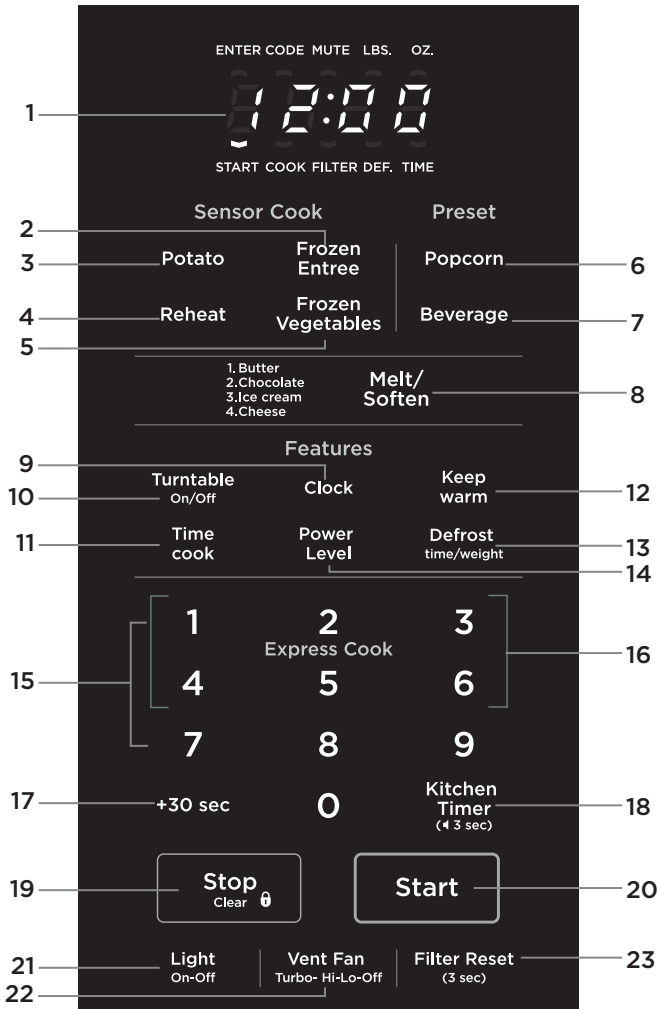 ENTER CODE MUTE LBS. OZ.
1
12:00
START COOK FILTER DEF. TIME
Sensor Cook
Preset
2
3
Potato
Frozen
Entree
Popcorn
6
4
Reheat
Frozen
Vegetables
Beverage
7
5
1. Butter
2.Chocolate
3.Ice cream
4.Cheese
Melt/
Soften
8
Features
9
Turntable
On/Off
10
Clock
Keep
warm
12
11
Time
cook
Power
Level
Defrost
time/weight
13
14
1 2 3
Express Cook
16
15
4 5 6
7 8 9
17
+30 sec
0
Kitchen
Timer
(3 sec)
18
19
Stop
Clear
Start
20
21
Light
On-Off
Vent Fan
Turbo- Hi-Lo-Off
Filter Reset
(3 sec)
23
22